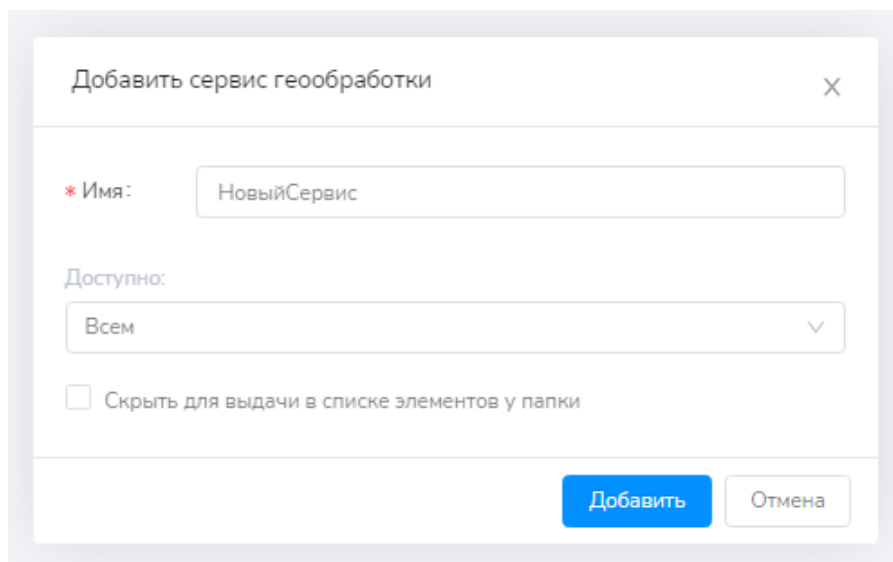 Добавить сервис геообработки
* Имя:
НовыйСервис
Доступно:
Всем
Скрыть для выдачи в списке элементов у папки
Добавить
Отмена